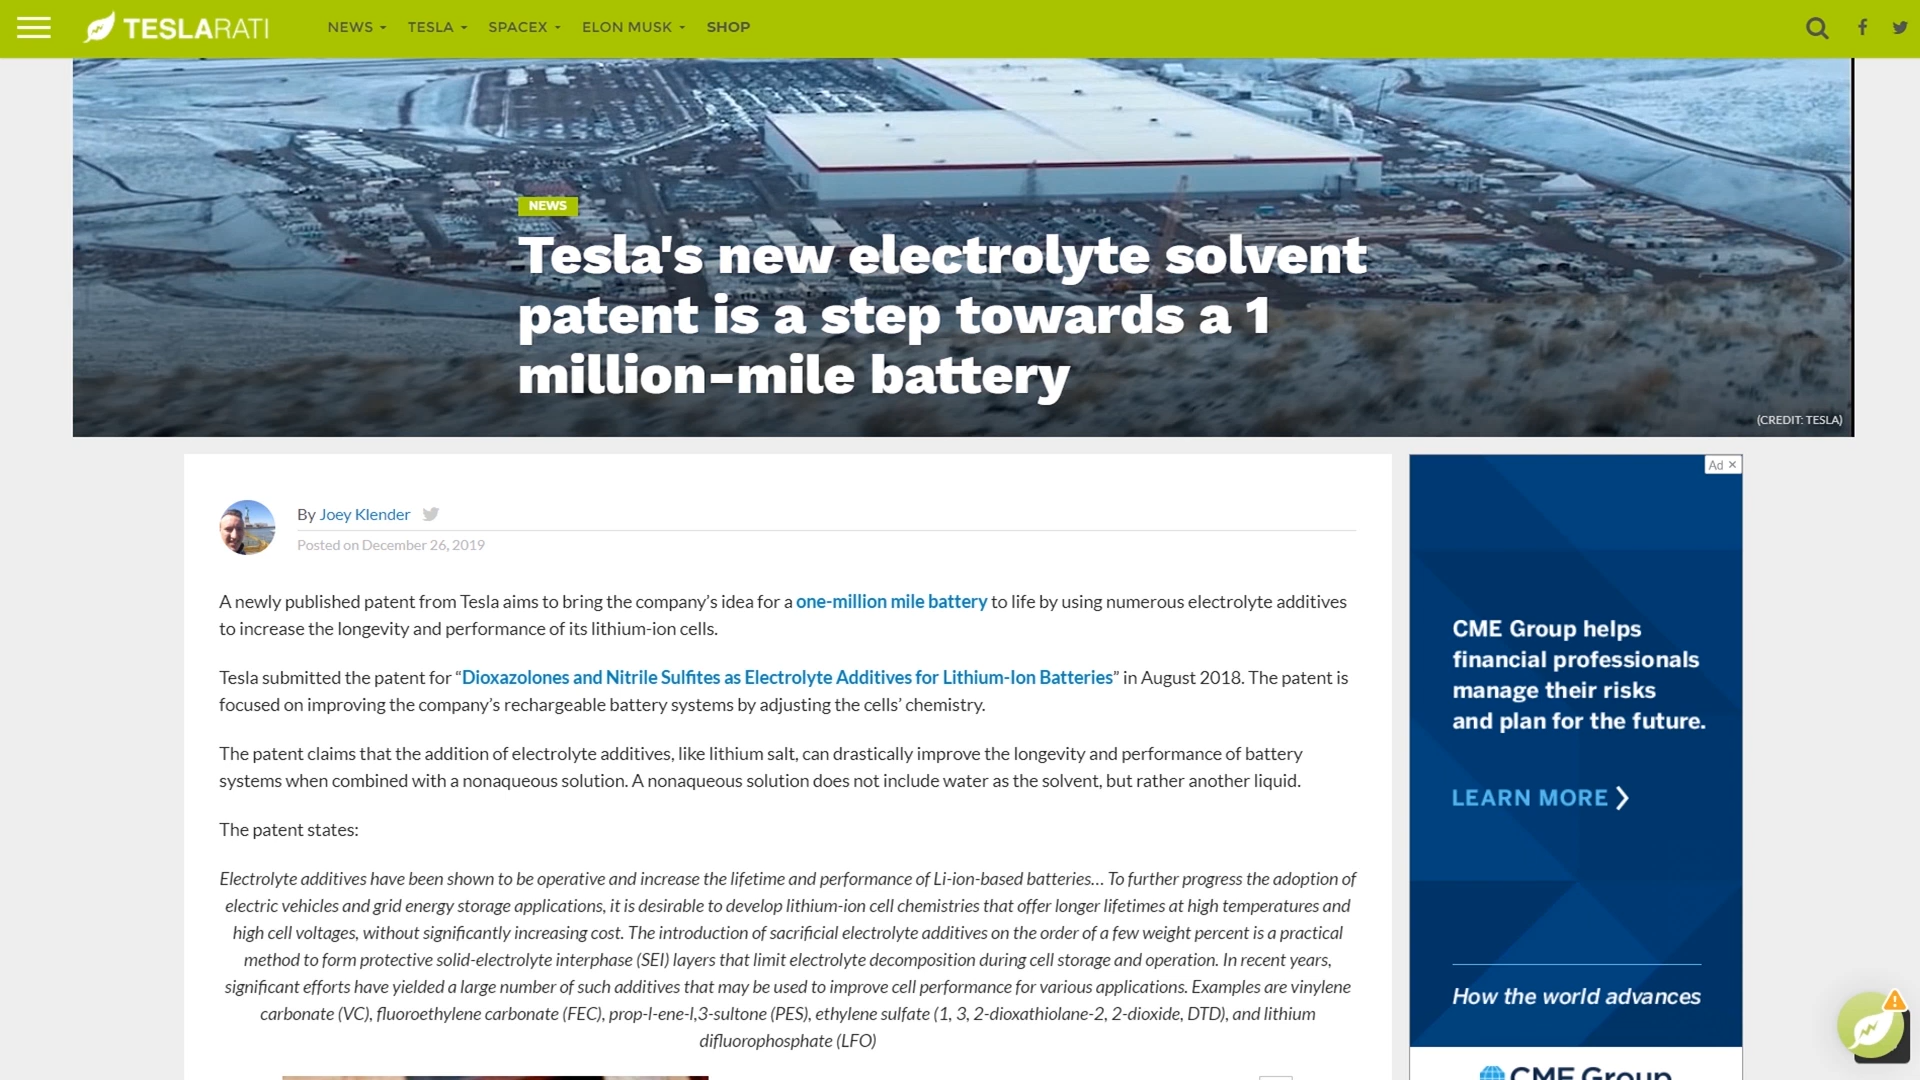 TESLARATI
NEWS
TESLA
SPACEX
ELON MUSK
SHOP
NEWS
Tesla's new electrolyte solvent
patent is a step towards a 1
million-mile battery
(CREDIT: TESLA)
By Joey Klender
Posted on December 26, 2019
A newly published patent from Tesla aims to bring the company’s idea for a one-million mile battery to life by using numerous electrolyte additives
to increase the longevity and performance of its lithium-ion cells.
Tesla submitted the patent for “Dioxazolones and Nitrile Sulfites as Electrolyte Additives for Lithium-Ion Batteries” in August 2018. The patent is
focused on improving the company’s rechargeable battery systems by adjusting the cells’ chemistry.
The patent claims that the addition of electrolyte additives, like lithium salt, can drastically improve the longevity and performance of battery
systems when combined with a nonaqueous solution. A nonaqueous solution does not include water as the solvent, but rather another liquid.
The patent states:
Electrolyte additives have been shown to be operative and increase the lifetime and performance of Li-ion-based batteries… To further progress the adoption of
electric vehicles and grid energy storage applications, it is desirable to develop lithium-ion cell chemistries that offer longer lifetimes at high temperatures and
high cell voltages, without significantly increasing cost. The introduction of sacrificial electrolyte additives on the order of a few weight percent is a practical
method to form protective solid-electrolyte interphase (SEI) layers that limit electrolyte decomposition during cell storage and operation. In recent years,
significant efforts have yielded a large number of such additives that may be used to improve cell performance for various applications. Examples are vinylene
carbonate (VC), fluoroethylene carbonate (FEC), prop-l-ene-l,3-sultone (PES), ethylene sulfate (1, 3, 2-dioxathiolane-2, 2-dioxide, DTD), and lithium
difluorophosphate (LFO)
Ad
CME Group helps
financial professionals
manage their risks
and plan for the future.
LEARN MORE
How the world advances
CME Group